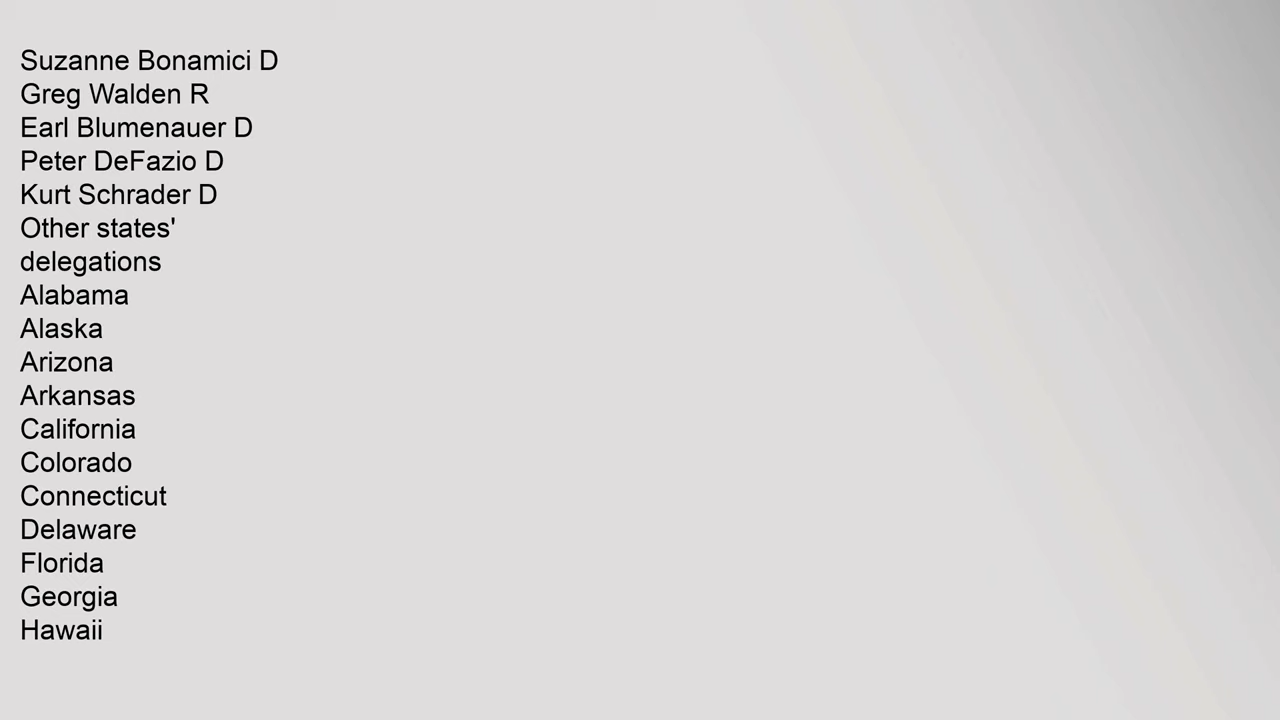 Suzanne Bonamici D
Greg Walden R
Earl Blumenauer D
Peter DeFazio D
Kurt Schrader D
Other states'
delegations
Alabama
Alaska
Arizona
Arkansas
California
Colorado
Connecticut
Delaware
Florida
Georgia
Hawaii